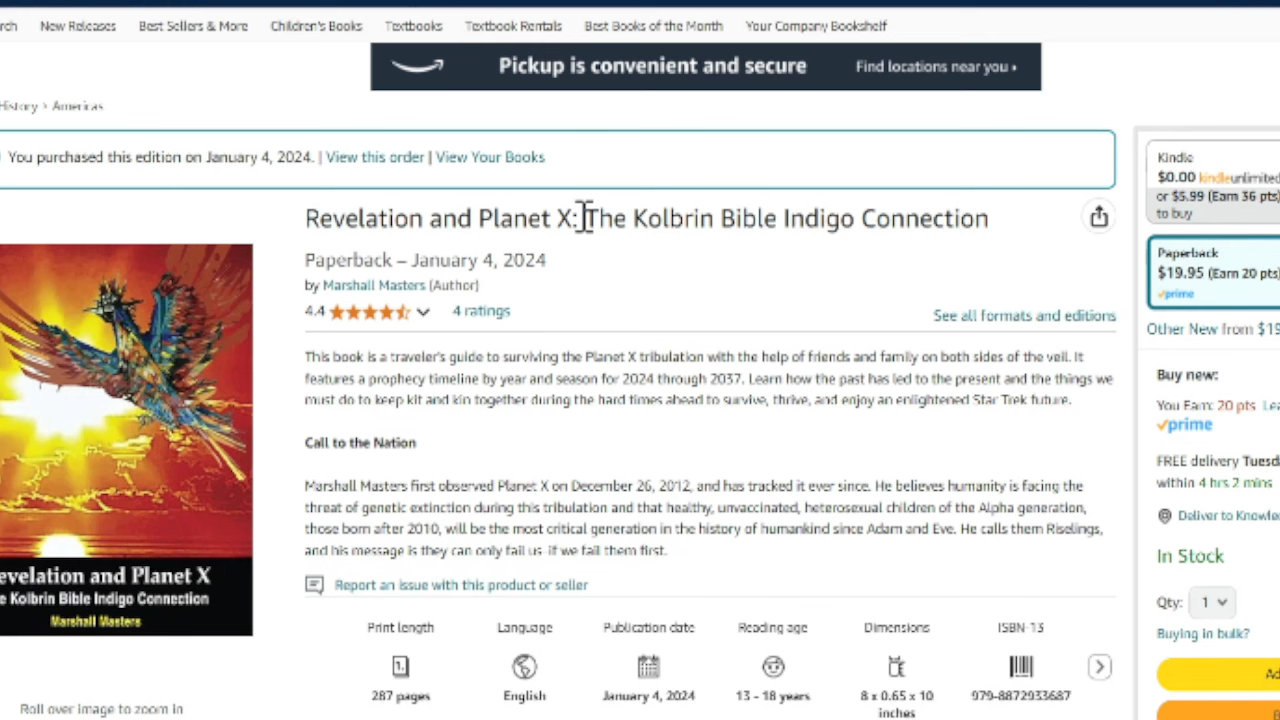 New Releases Best Sellers & More Children's Books Textbooks Textbook Rentals Best Books of the Month Your Company Bookshelf
Pickup is convenient and secure Find locations near you ▸
History › Americas
You purchased this edition on January 4, 2024. | View this order | View Your Books
Revelation and Planet X: The Kolbrin Bible Indigo Connection
Paperback – January 4, 2024
by Marshall Masters (Author)
4.4 4 ratings
See all formats and editions
This book is a traveler's guide to surviving the Planet X tribulation with the help of friends and family on both sides of the veil. It
features a prophecy timeline by year and season for 2024 through 2037. Learn how the past has led to the present and the things we
must do to keep kit and kin together during the hard times ahead to survive, thrive, and enjoy an enlightened Star Trek future.
Call to the Nation
Marshall Masters first observed Planet X on December 26, 2012, and has tracked it ever since. He believes humanity is facing the
threat of genetic extinction during this tribulation and that healthy, unvaccinated, heterosexual children of the Alpha generation,
those born after 2010, will be the most critical generation in the history of humankind since Adam and Eve. He calls them Riselings,
and his message is they can only fail us if we fail them first.
Report an issue with this product or seller
Print length Language Publication date Reading age Dimensions ISBN-13
287 pages English January 4, 2024 13 - 18 years 8 x 0.65 x 10 979-8872933687
inches
evelation and Planet X
e Kolbrin Bible Indigo Connection
Marshall Masters
Roll over image to zoom in
Kindle
$0.00 kindleunlimited
or $5.99 (Earn 36 pts)
to buy
Paperback
$19.95 (Earn 20 pts)
prime
Other New from $19
Buy new:
You Earn: 20 pts
prime
FREE delivery
within 4 hrs 2 mins
Deliver to
In Stock
Qty: 1
Buying in bulk?